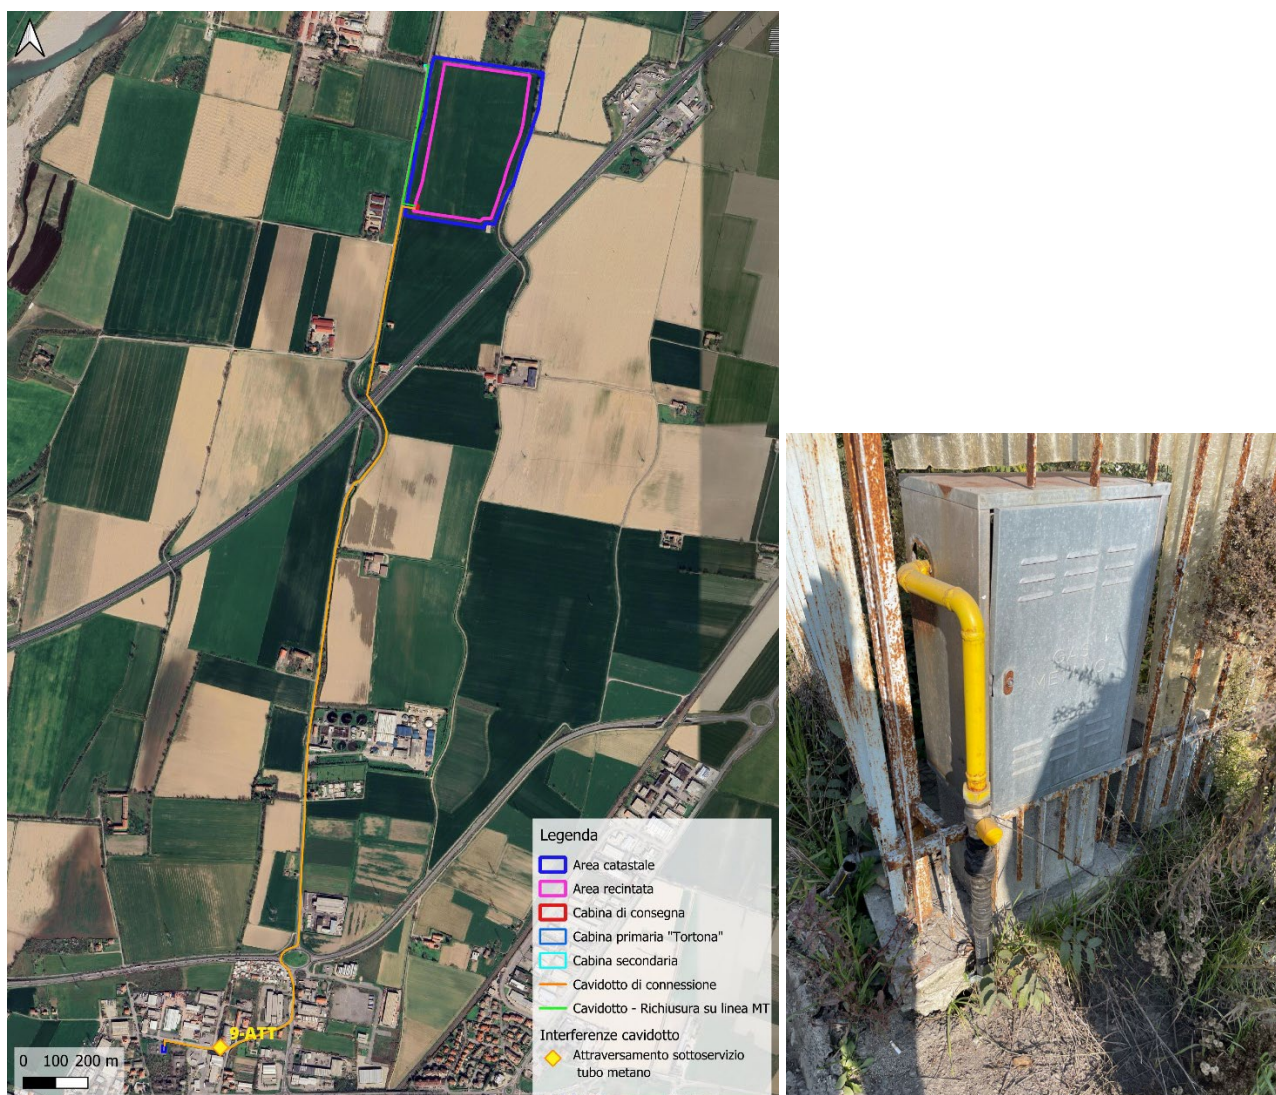 9-ATT
0 100 200 m
Legenda
Area catastale
Area recintata
Cabina di consegna
Cabina primaria "Tortona"
Cabina secondaria
Cavidotto di connessione
Cavidotto - Richiusura su linea MT
Interferenze cavidotto
Attraversamento sottoservizio
tubo metano
GAS